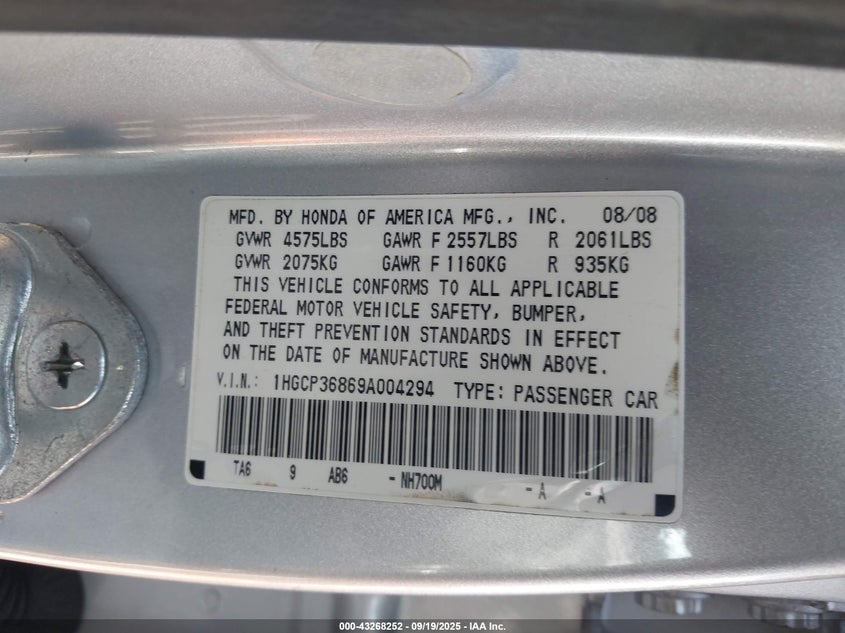 MFD. BY HONDA OF AMERICA MFG., INC. 08/08
GVWR 4575LBS GAWR F 2557LBS R 2061LBS
GVWR 2075KG GAWR F 1160KG R 935KG
THIS VEHICLE CONFORMS TO ALL APPLICABLE
FEDERAL MOTOR VEHICLE SAFETY, BUMPER,
AND THEFT PREVENTION STANDARDS IN EFFECT
ON THE DATE OF MANUFACTURE SHOWN ABOVE.
V.I.N.: 1HGCP36869A004294 TYPE: PASSENGER CAR
TA6 9 AB6 - NH700M - A - A
000-43268252 - 09/19/2025 - IAA Inc.